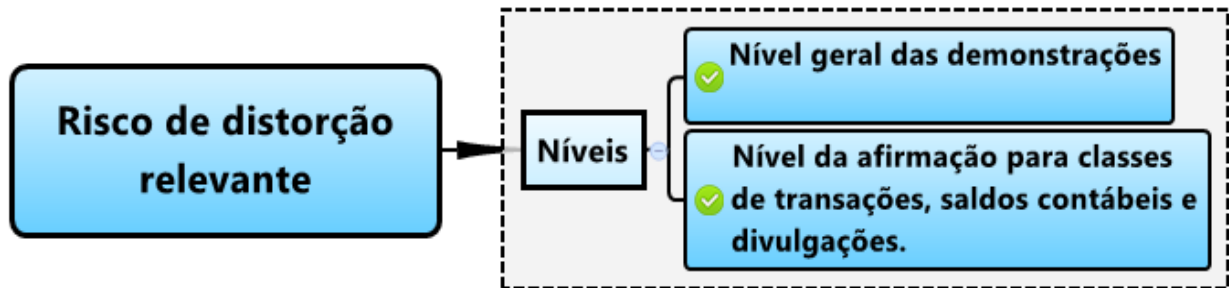 Risco de distorção
relevante
Níveis
Nível geral das demonstrações
Nível da afirmação para classes
de transações, saldos contábeis e
divulgações.